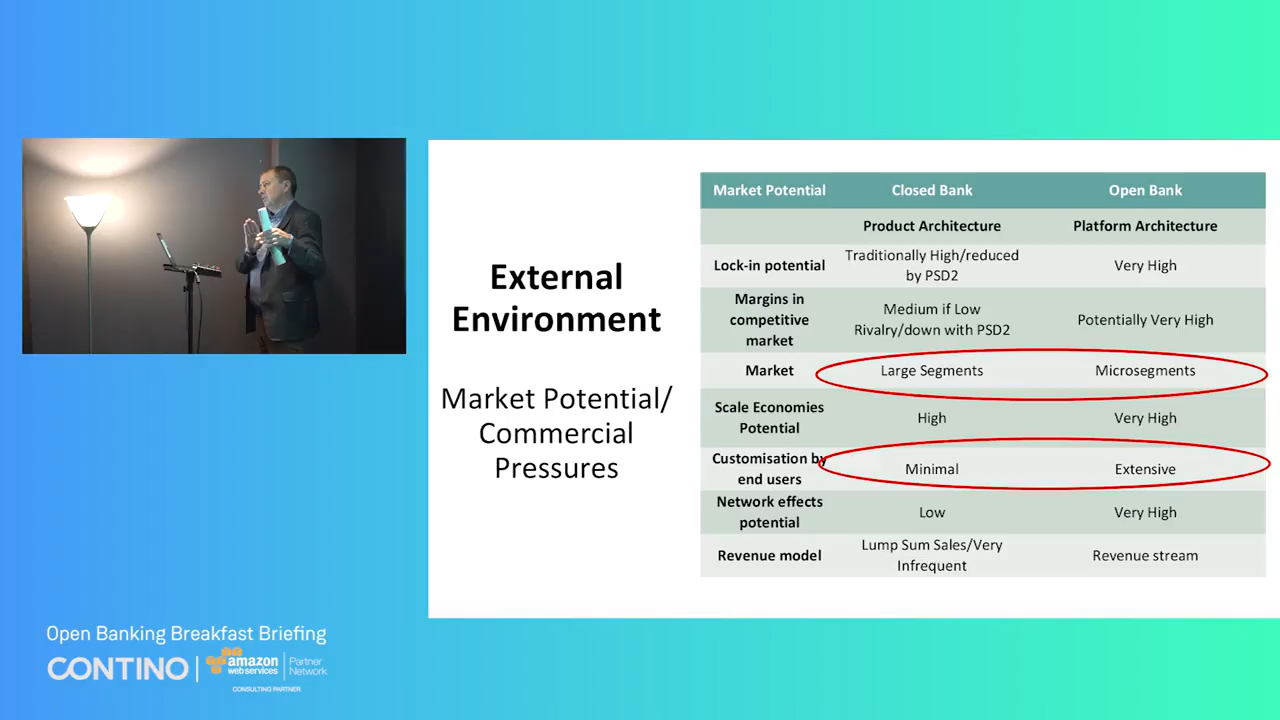 External
Environment
Market Potential/
Commercial
Pressures
Market Potential Closed Bank Open Bank
Product Architecture Platform Architecture
Lock-in potential Traditionally High/reduced by PSD2 Very High
Margins in competitive market Medium if Low Rivalry/down with PSD2 Potentially Very High
Market Large Segments Microsegments
Scale Economies Potential High Very High
Customisation by end users Minimal Extensive
Network effects potential Low Very High
Revenue model Lump Sum Sales/Very Infrequent Revenue stream
Open Banking Breakfast Briefing
CONTINO
amazon
web services
Partner
Network
CONSULTING PARTNER